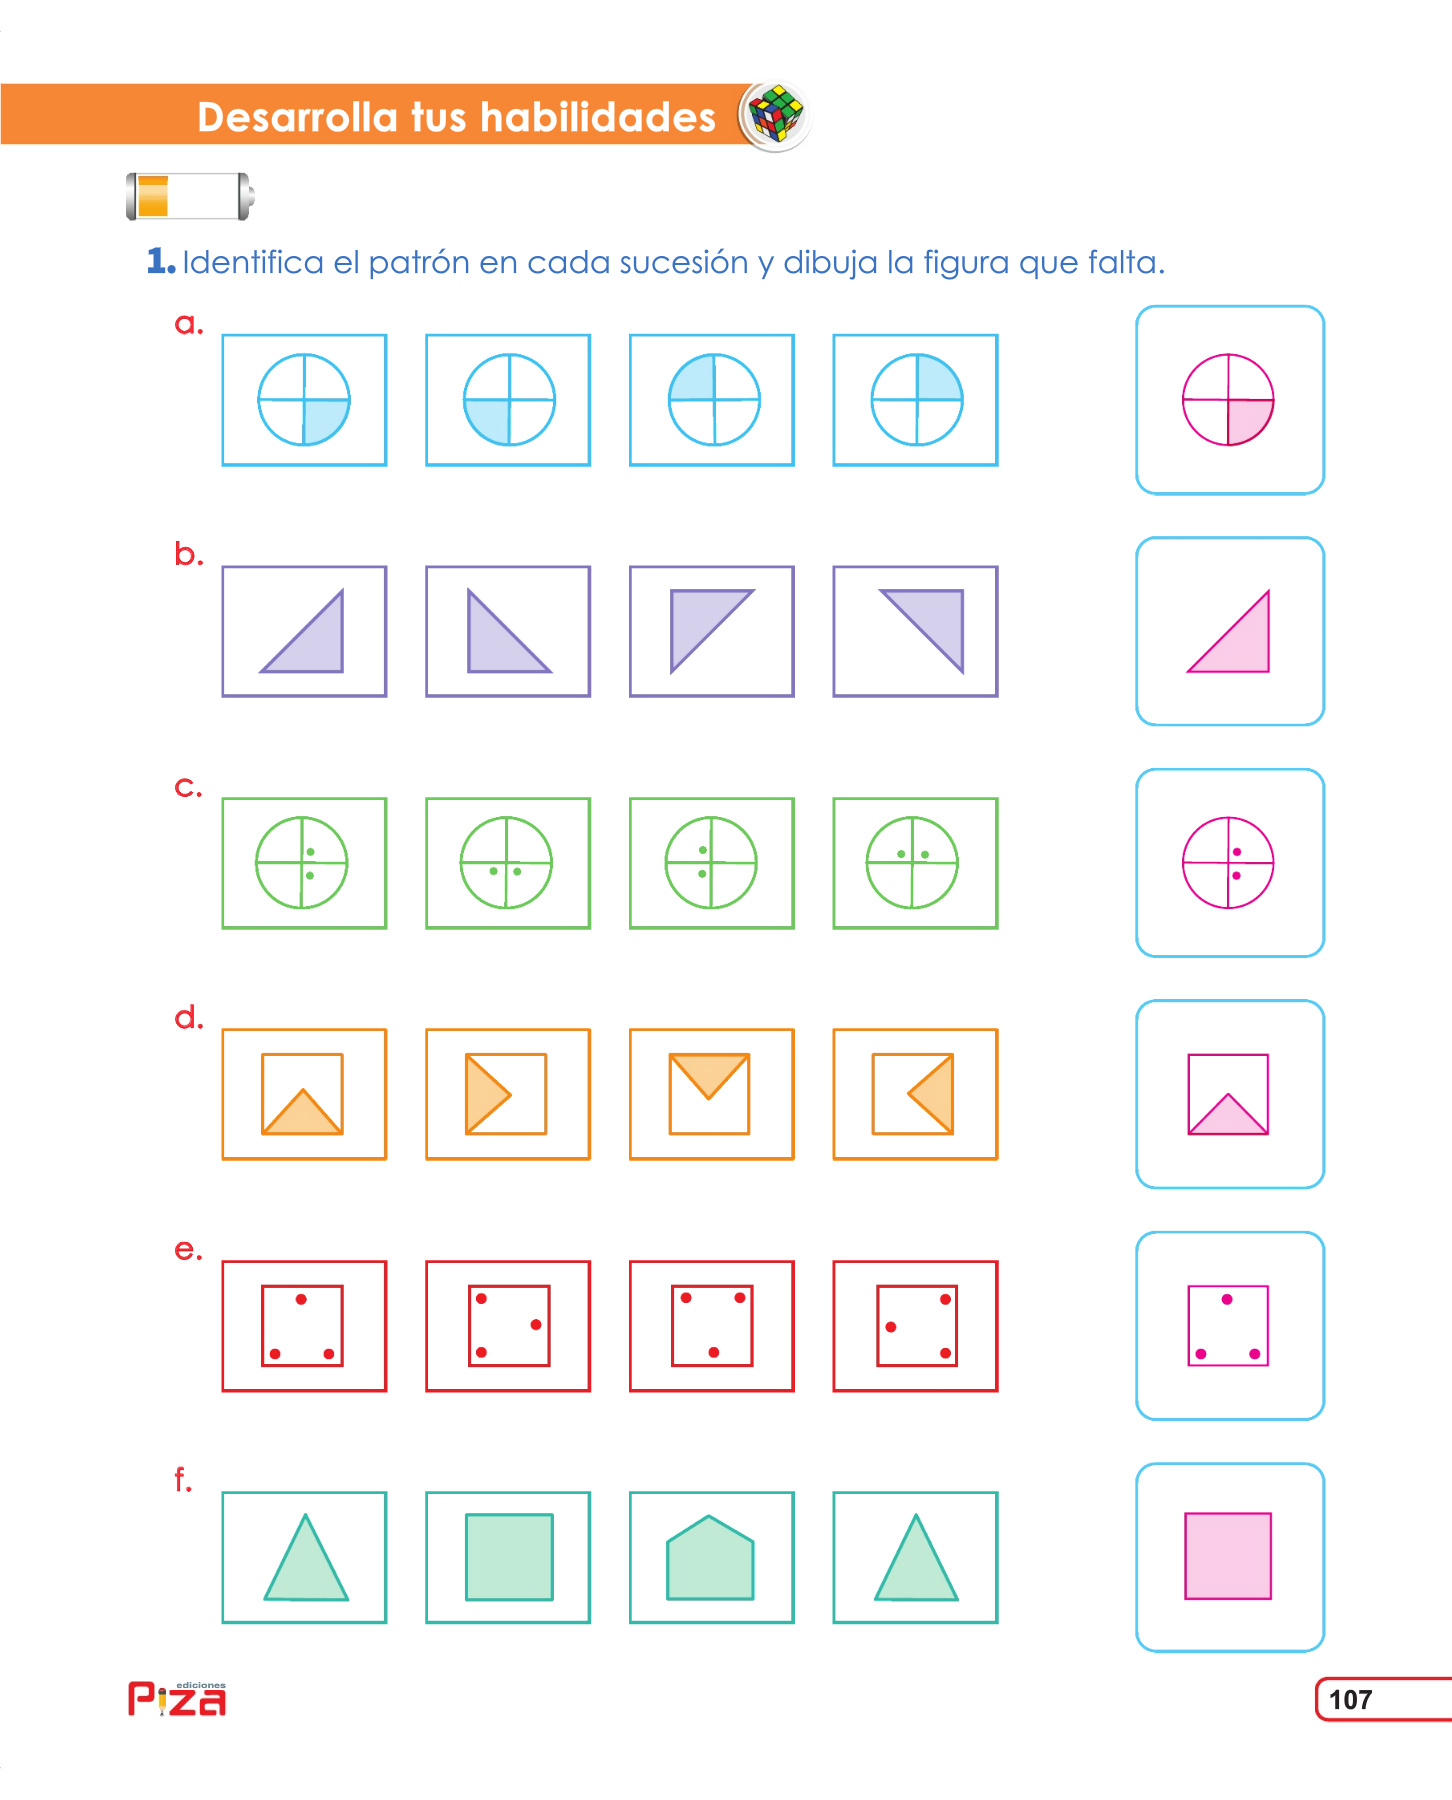 Desarrolla tus habilidades
1. Identifica el patrón en cada sucesión y dibuja la figura que falta.
a.
b.
c.
d.
e.
f.
ediciones
Piza
107